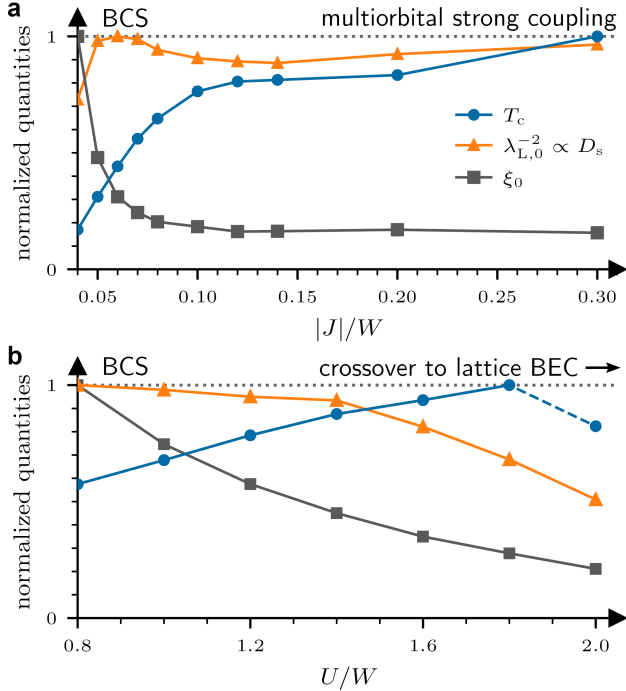 a
BCS
multiorbital strong coupling
1
normalized quantities
T_c
λ_{L,0}^{−2} ∝ D_s
ξ_0
0
0.05 0.10 0.15 0.20 0.25 0.30
|J|/W
b
BCS
crossover to lattice BEC →
1
normalized quantities
0
0.8 1.2 1.6 2.0
U/W